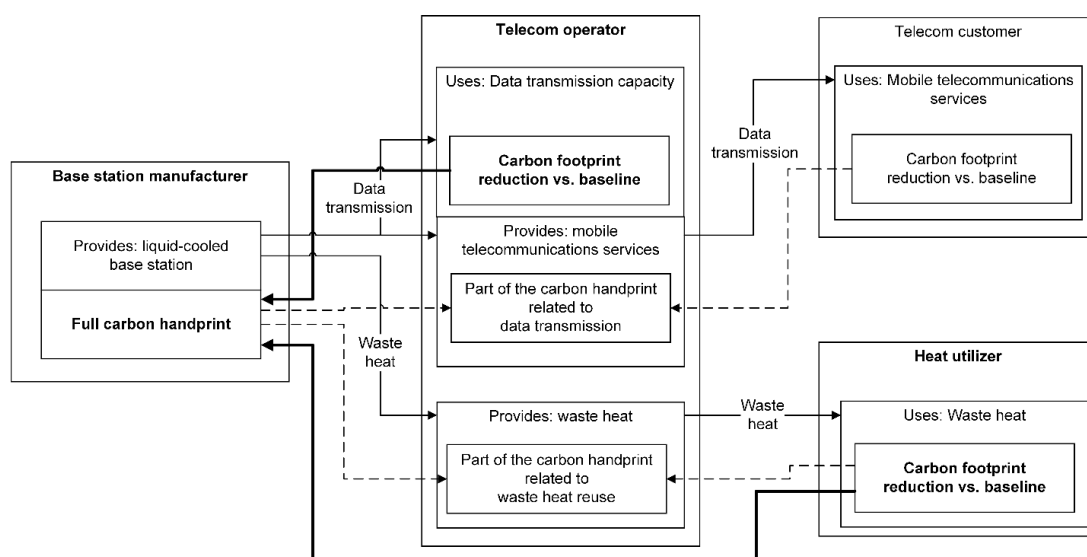 Base station manufacturer
Provides: liquid-cooled
base station
Full carbon handprint
Data
transmission
Waste
heat
Telecom operator
Uses: Data transmission capacity
Carbon footprint
reduction vs. baseline
Provides: mobile
telecommunications services
Part of the carbon handprint
related to
data transmission
Provides: waste heat
Part of the carbon handprint
related to
waste heat reuse
Data
transmission
Waste
heat
Telecom customer
Uses: Mobile telecommunications
services
Carbon footprint
reduction vs. baseline
Heat utilizer
Uses: Waste heat
Carbon footprint
reduction vs. baseline